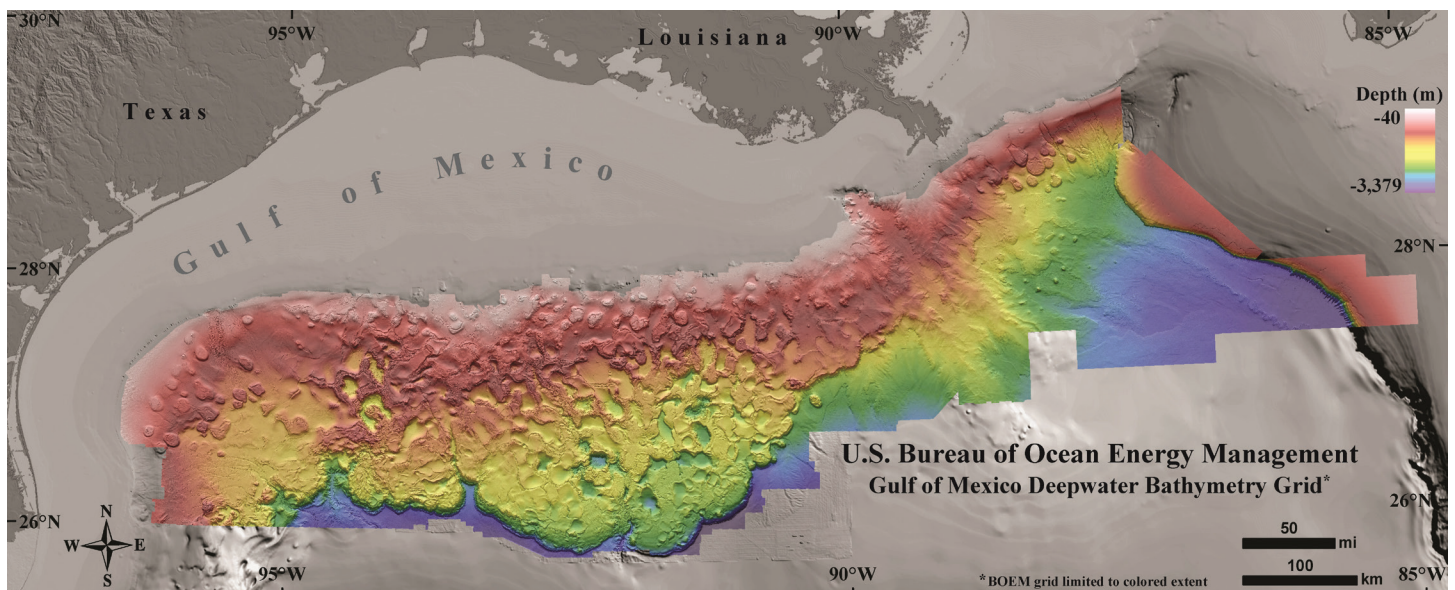 30°N
95°W
Louisiana
90°W
85°W
Texas
Depth (m)
-40
-3,379
Gulf of Mexico
28°N
28°N
U.S. Bureau of Ocean Energy Management
Gulf of Mexico Deepwater Bathymetry Grid*
26°N
26°N
N
W E
S
50
mi
95°W
90°W
*BOEM grid limited to colored extent
100
km
85°W